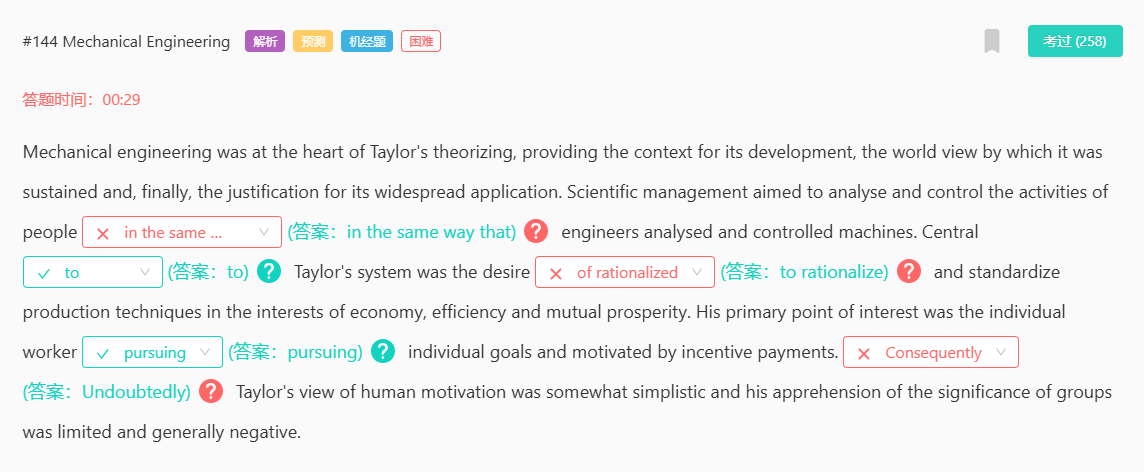 #144 Mechanical Engineering 解析 预测 机经题 困难 考过 (258)
答题时间：00:29
Mechanical engineering was at the heart of Taylor's theorizing, providing the context for its development, the world view by which it was
sustained and, finally, the justification for its widespread application. Scientific management aimed to analyse and control the activities of
people × in the same ... (答案：in the same way that) ? engineers analysed and controlled machines. Central
✓ to (答案：to) ? Taylor's system was the desire × of rationalized (答案：to rationalize) ? and standardize
production techniques in the interests of economy, efficiency and mutual prosperity. His primary point of interest was the individual
worker ✓ pursuing (答案：pursuing) ? individual goals and motivated by incentive payments. × Consequently
(答案：Undoubtedly) ? Taylor's view of human motivation was somewhat simplistic and his apprehension of the significance of groups
was limited and generally negative.